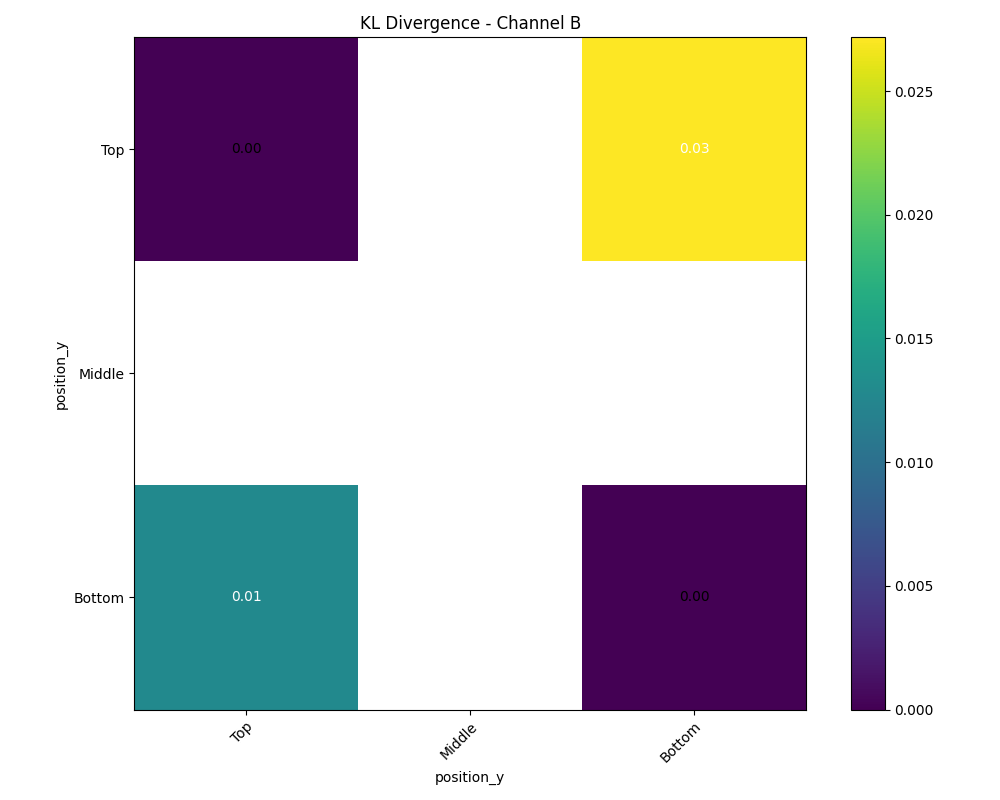 KL Divergence - Channel B
Top
Middle
Bottom
position_y
0.00
0.03
0.01
0.00
Top
Middle
Bottom
position_y
0.025
0.020
0.015
0.010
0.005
0.000